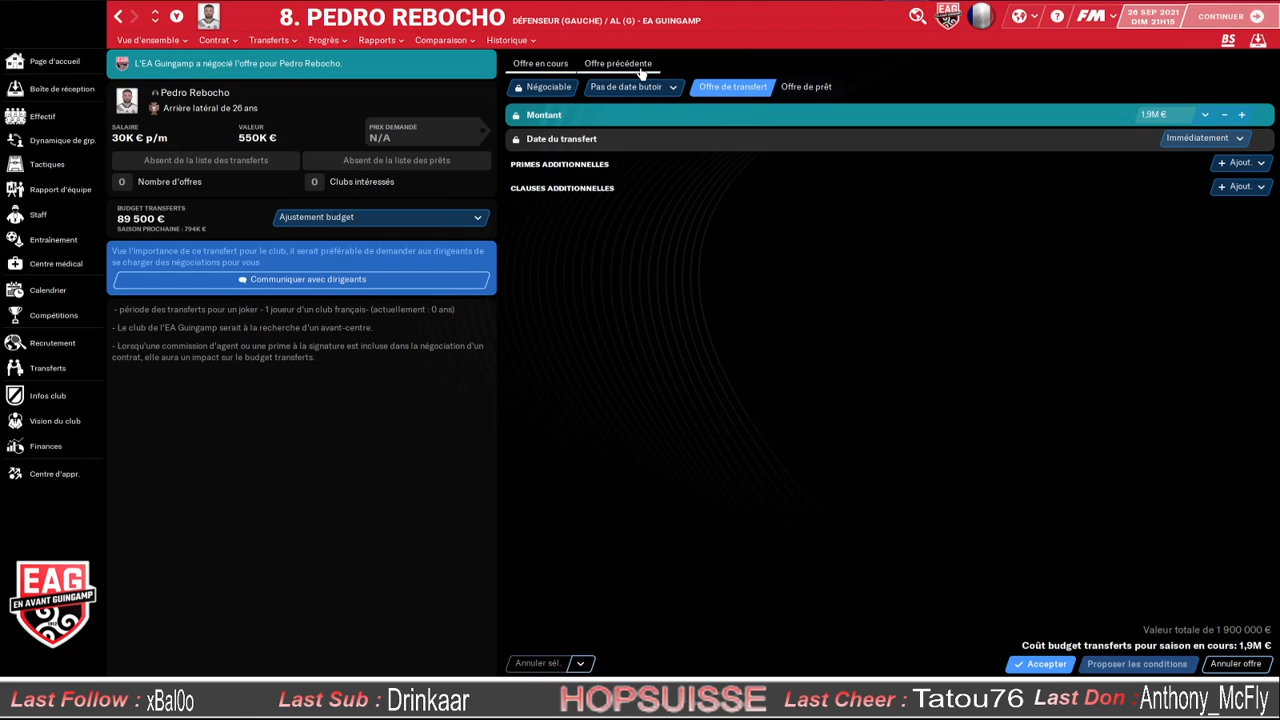 8. PEDRO REBOCHO
DÉFENSEUR (GAUCHE) / AL (G) - EA GUINGAMP
26 SEP 2021
DIM 21H15
CONTINUER
FM
Vue d'ensemble
Contrat
Transferts
Progrès
Rapports
Comparaison
Historique
BS
Page d'accueil
Boîte de réception
Effectif
Dynamique de grp.
Tactiques
Rapport d'équipe
Staff
Entraînement
Centre médical
Calendrier
Compétitions
Recrutement
Transferts
Infos club
Vision du club
Finances
Centre d'appr.
EAG
EN AVANT GUINGAMP
L'EA Guingamp a négocié l'offre pour Pedro Rebocho.
Pedro Rebocho
Arrière latéral de 26 ans
SALAIRE
30K € p/m
VALEUR
550K €
PRIX DEMANDÉ
N/A
Absent de la liste des transferts
Absent de la liste des prêts
0 Nombre d'offres
0 Clubs intéressés
BUDGET TRANSFERTS
89 500 €
SAISON PROCHAINE : 794K €
Ajustement budget
Vue l'importance de ce transfert pour le club, il serait préférable de demander aux dirigeants de
se charger des négociations pour vous
Communiquer avec dirigeants
- période des transferts pour un joker - 1 joueur d'un club français- (actuellement : 0 ans)
- Le club de l'EA Guingamp serait à la recherche d'un avant-centre.
- Lorsqu'une commission d'agent ou une prime à la signature est incluse dans la négociation d'un
contrat, elle aura un impact sur le budget transferts.
Offre en cours
Offre précédente
Négociable
Pas de date butoir
Offre de transfert
Offre de prêt
Montant
1,9M €
Date du transfert
Immédiatement
PRIMES ADDITIONNELLES
+ Ajout.
CLAUSES ADDITIONNELLES
+ Ajout.
Valeur totale de 1 900 000 €
Coût budget transferts pour saison en cours: 1,9M €
Annuler sél.
Accepter
Proposer les conditions
Annuler offre
Last Follow : xBal0o
Last Sub : Drinkaar
HOPSUISSE
Last Cheer : Tatou76
Last Don : Anthony_McFly